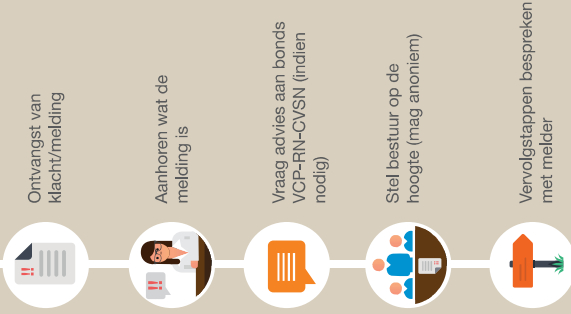 Ontvangst van
klacht/melding
Aanhoren wat de
melding is
Vraag advies aan bonds
VCP-RN-CVSN (indien
nodig)
Stel bestuur op de
hoogte (mag anoniem)
Vervolgstappen bespreken
met melder